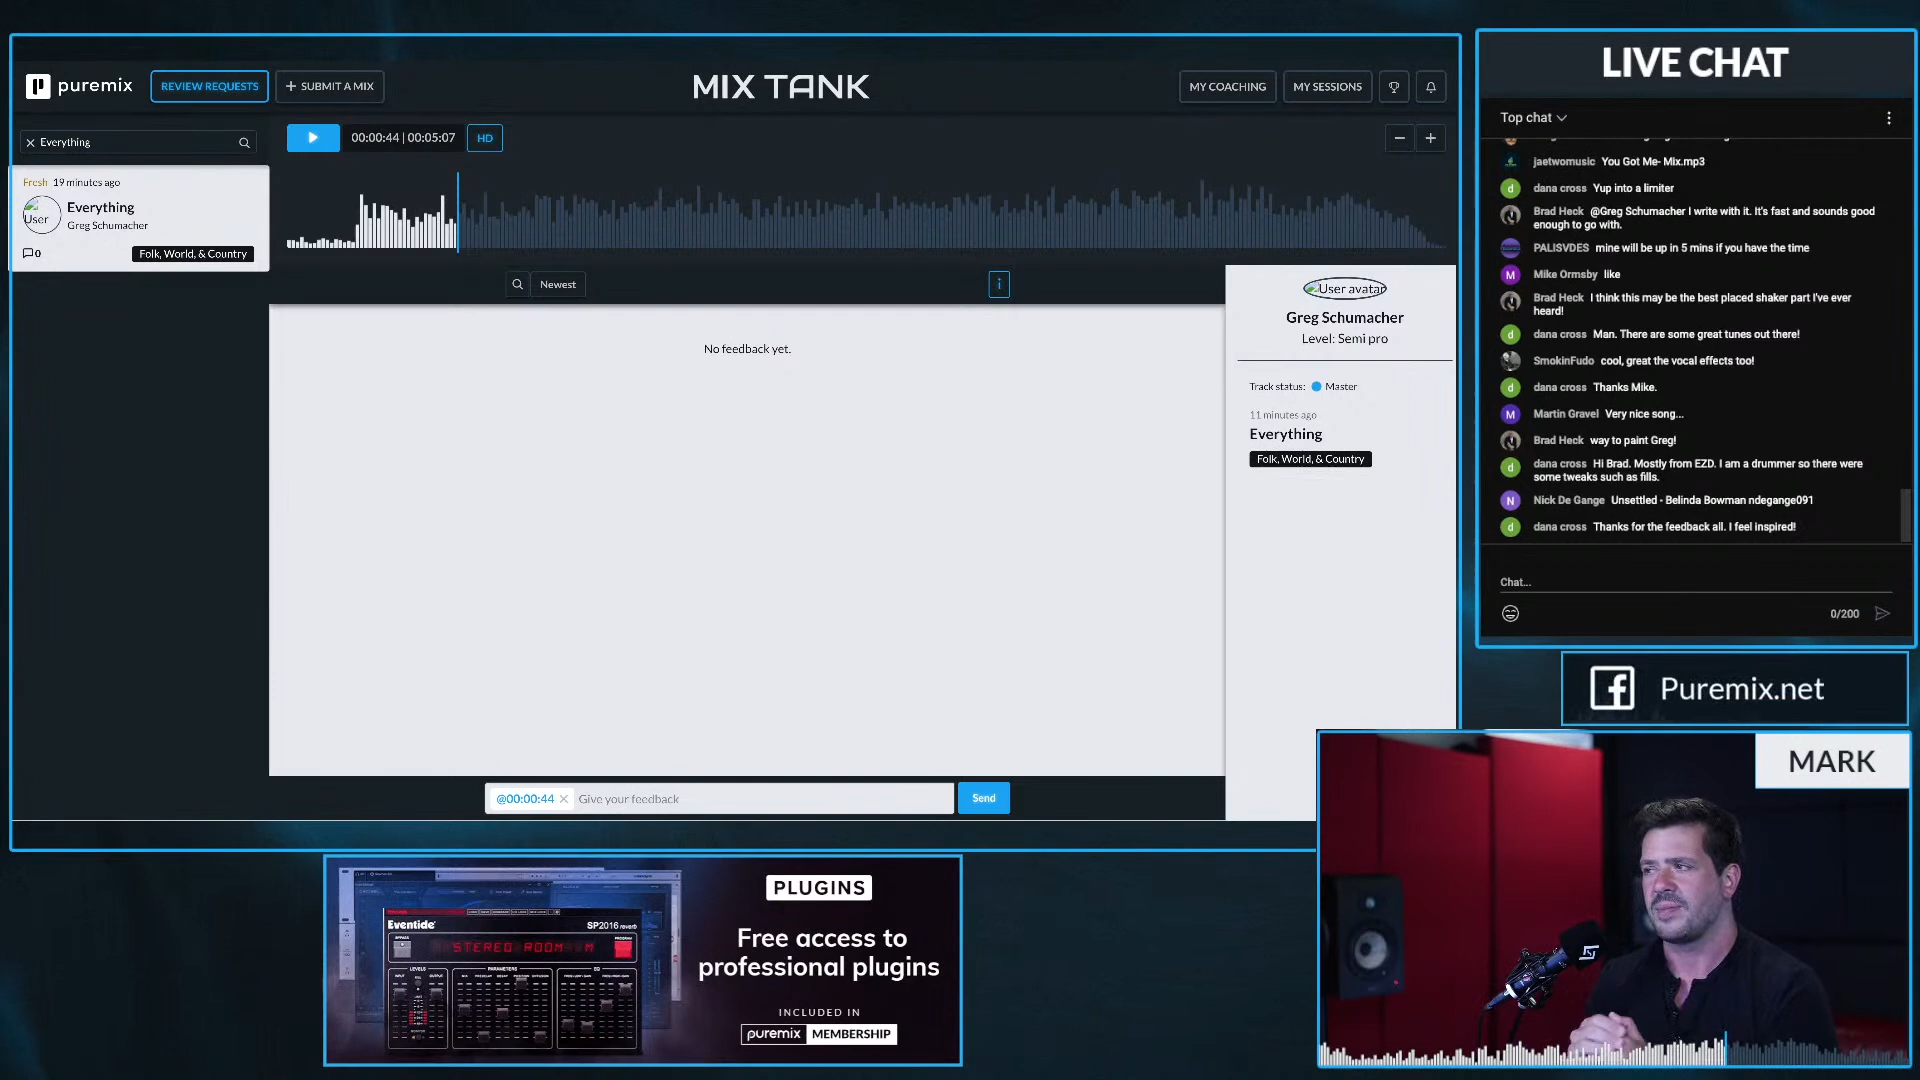 puremix
REVIEW REQUESTS
+ SUBMIT A MIX
MIX TANK
MY COACHING
MY SESSIONS
Everything
00:00:44 | 00:05:07
HD
Fresh 19 minutes ago
User
Everything
Greg Schumacher
0
Folk, World, & Country
Newest
i
No feedback yet.
User avatar
Greg Schumacher
Level: Semi pro
Track status: Master
11 minutes ago
Everything
Folk, World, & Country
@00:00:44
Give your feedback
Send
LIVE CHAT
Top chat
jaetwomusic You Got Me- Mix.mp3
dana cross Yup into a limiter
Brad Heck @Greg Schumacher I write with it. It's fast and sounds good
enough to go with.
PALISVDES mine will be up in 5 mins if you have the time
Mike Ormsby like
Brad Heck I think this may be the best placed shaker part I've ever
heard!
dana cross Man. There are some great tunes out there!
SmokinFudo cool, great the vocal effects too!
dana cross Thanks Mike.
Martin Gravel Very nice song...
Brad Heck way to paint Greg!
dana cross Hi Brad. Mostly from EZD. I am a drummer so there were
some tweaks such as fills.
Nick De Gange Unsettled - Belinda Bowman ndegange091
dana cross Thanks for the feedback all. I feel inspired!
Chat...
0/200
Puremix.net
MARK
Eventide
SP2016 reverb
STEREO ROOM M
LEVELS
PARAMETERS
EQ
PLUGINS
Free access to
professional plugins
INCLUDED IN
puremix MEMBERSHIP